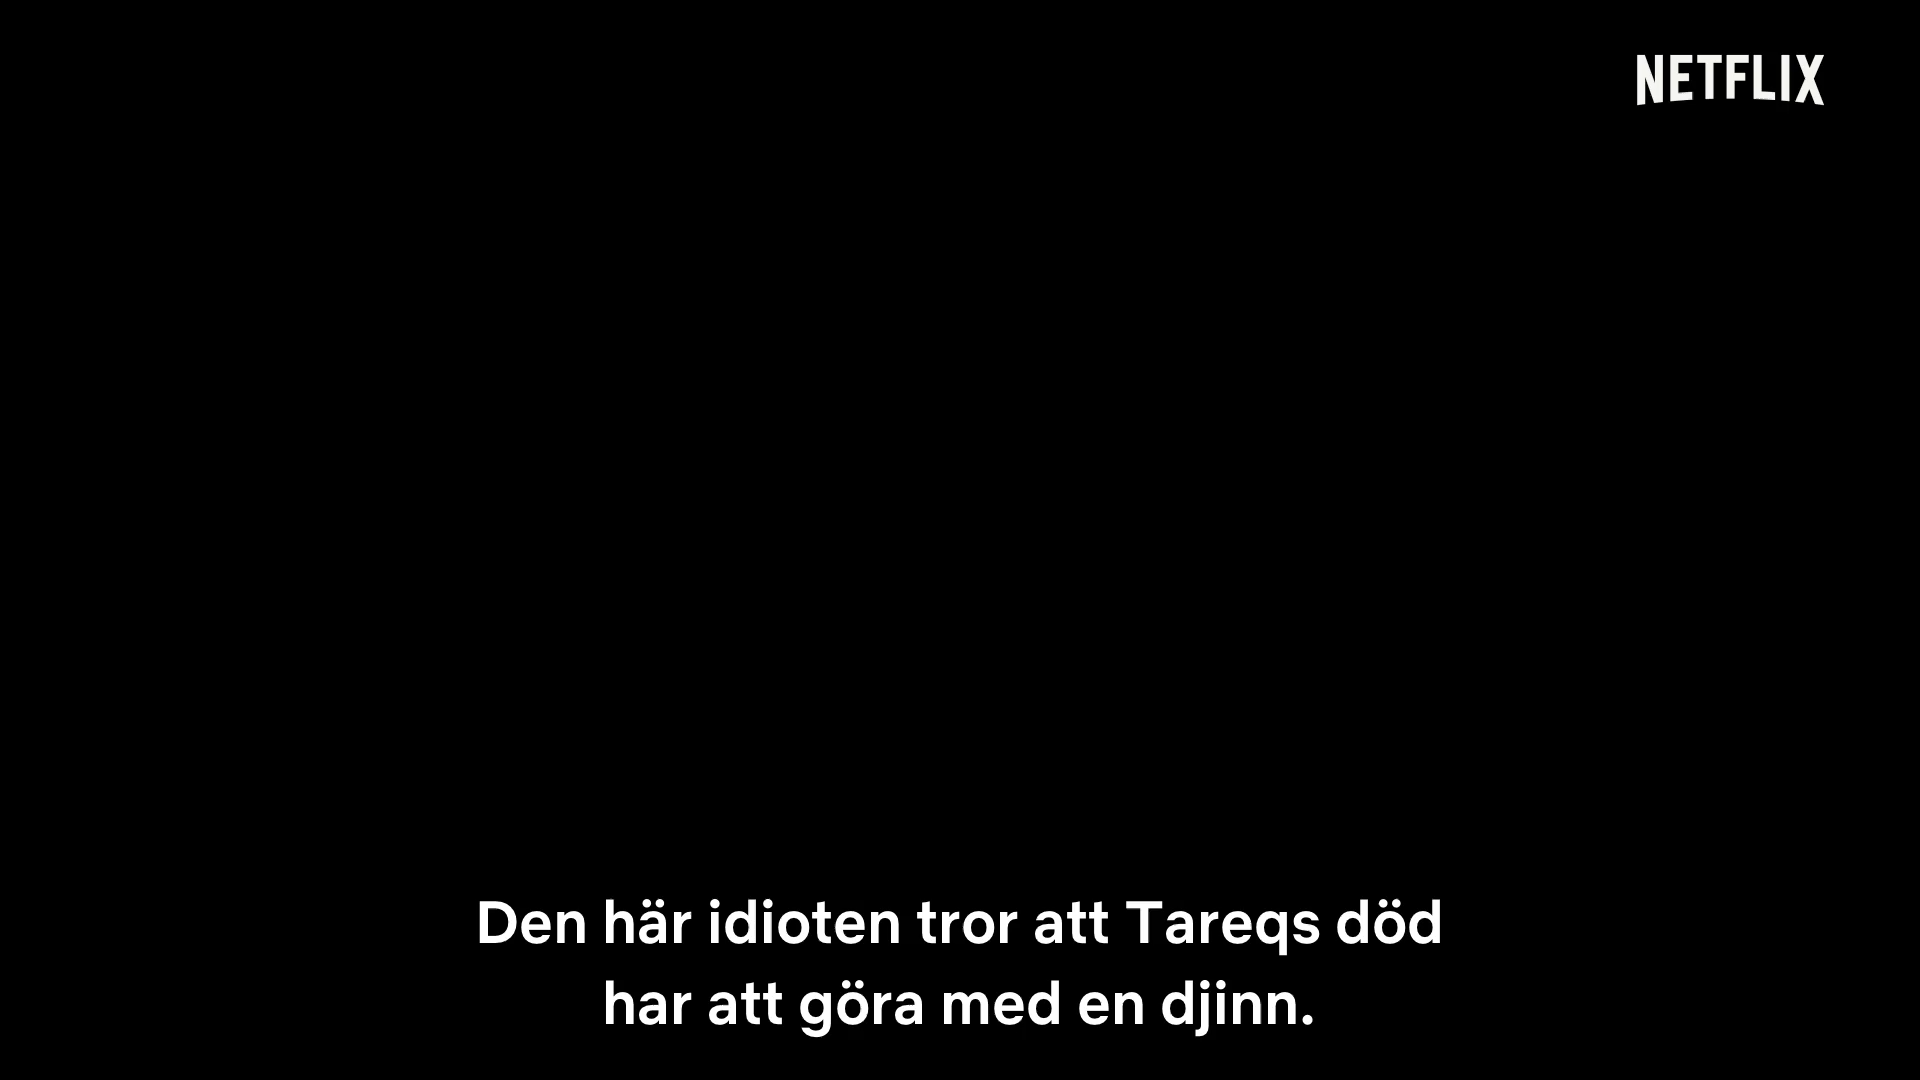 NETFLIX
Den här idioten tror att Tareqs död
har att göra med en djinn.